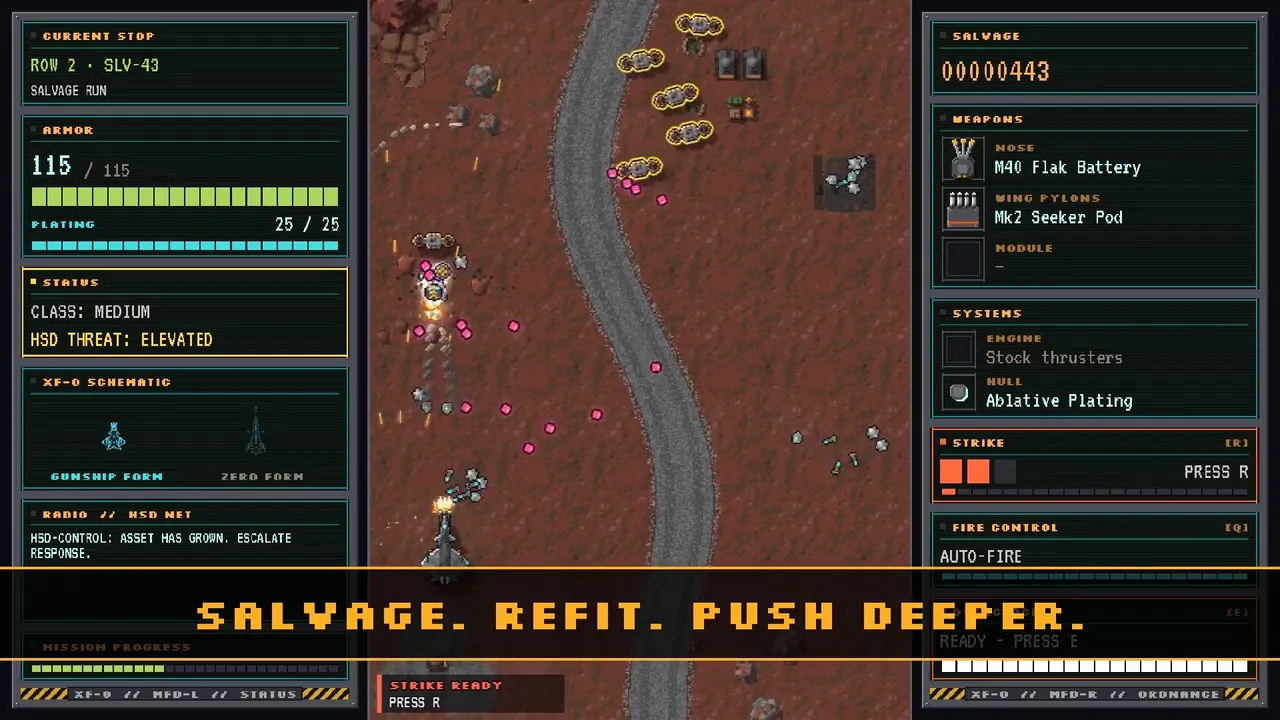 CURRENT STOP
ROW 2 · SLV-43
SALVAGE RUN
ARMOR
115 / 115
PLATING 25 / 25
STATUS
CLASS: MEDIUM
HSD THREAT: ELEVATED
XF-0 SCHEMATIC
GUNSHIP FORM ZERO FORM
RADIO // HSD NET
HSD-CONTROL: ASSET HAS GROWN. ESCALATE
RESPONSE.
MISSION PROGRESS
XF-0 // MFD-L // STATUS
SALVAGE. REFIT. PUSH DEEPER.
STRIKE READY
PRESS R
SALVAGE
00000443
WEAPONS
NOSE
M40 Flak Battery
WING PYLONS
Mk2 Seeker Pod
MODULE
—
SYSTEMS
ENGINE
Stock thrusters
HULL
Ablative Plating
STRIKE [R]
PRESS R
FIRE CONTROL [Q]
AUTO-FIRE
[E]
READY - PRESS E
XF-0 // MFD-R // ORDNANCE